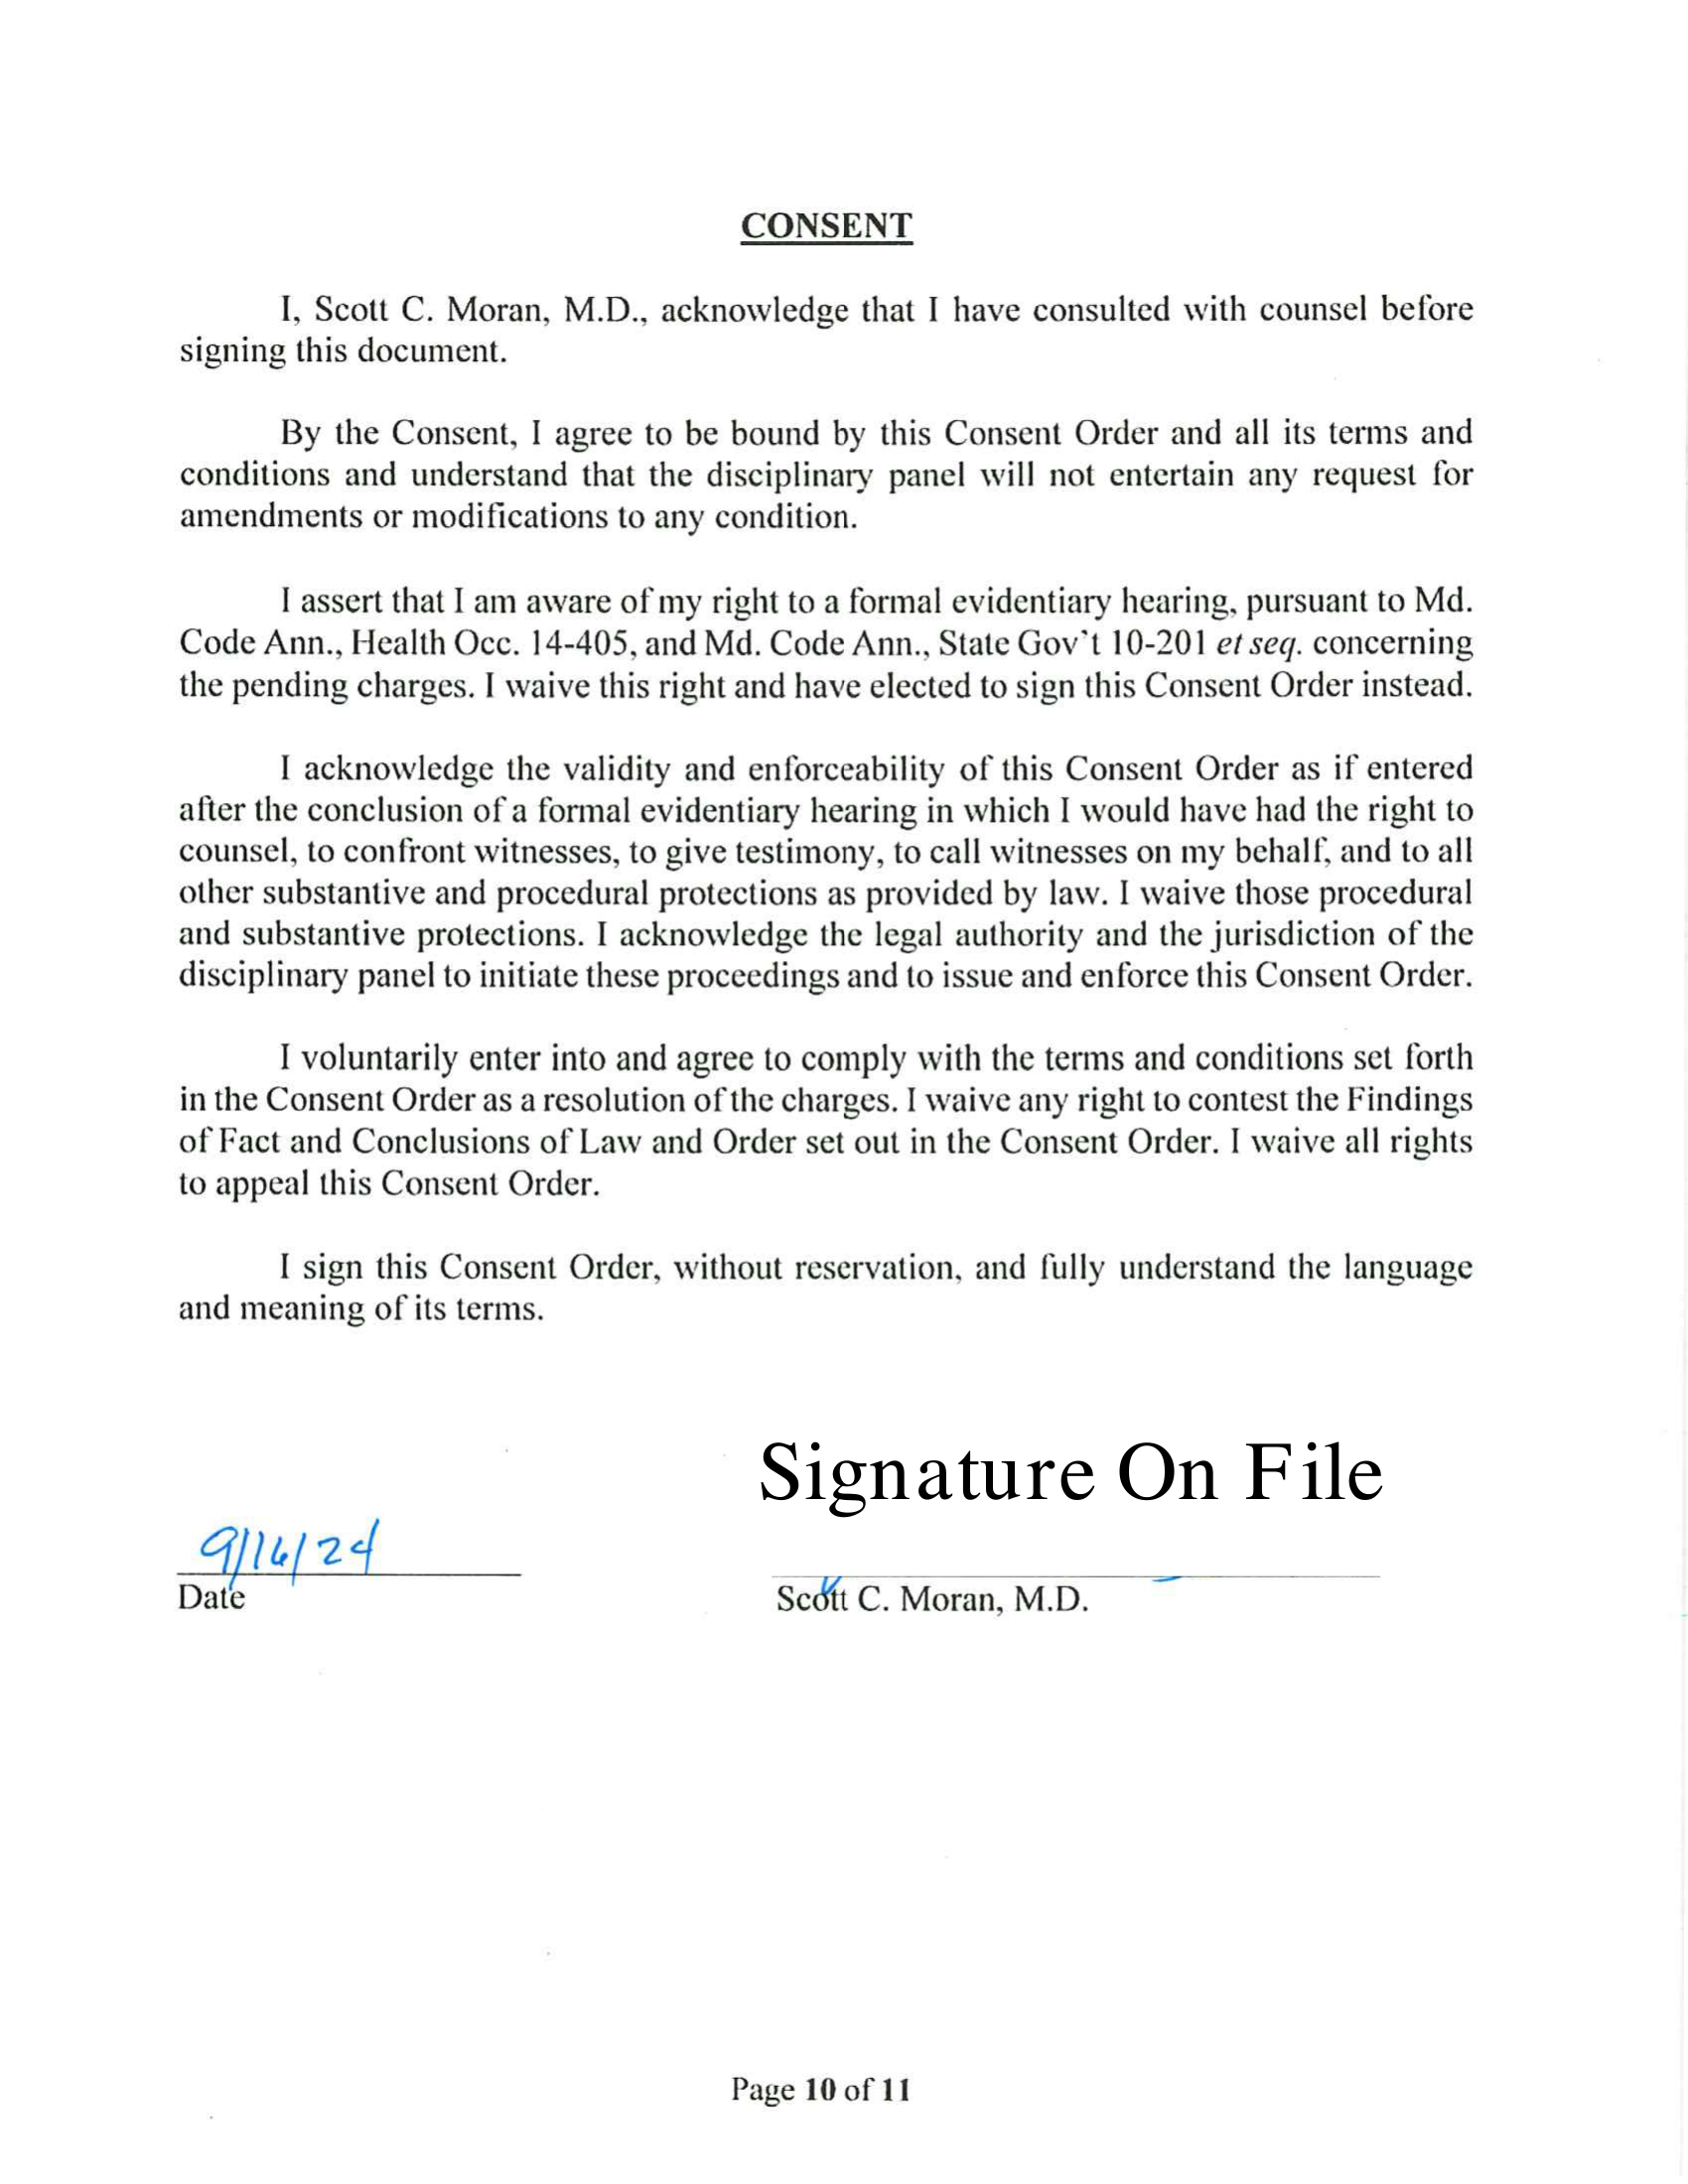 CONSENT
I, Scott C. Moran, M.D., acknowledge that I have consulted with counsel before
signing this document.
By the Consent, I agree to be bound by this Consent Order and all its terms and
conditions and understand that the disciplinary panel will not entertain any request for
amendments or modifications to any condition.
I assert that I am aware of my right to a formal evidentiary hearing, pursuant to Md.
Code Ann., Health Occ. 14-405, and Md. Code Ann., State Gov't 10-201 et seq. concerning
the pending charges. I waive this right and have elected to sign this Consent Order instead.
I acknowledge the validity and enforceability of this Consent Order as if entered
after the conclusion of a formal evidentiary hearing in which I would have had the right to
counsel, to confront witnesses, to give testimony, to call witnesses on my behalf, and to all
other substantive and procedural protections as provided by law. I waive those procedural
and substantive protections. I acknowledge the legal authority and the jurisdiction of the
disciplinary panel to initiate these proceedings and to issue and enforce this Consent Order.
I voluntarily enter into and agree to comply with the terms and conditions set forth
in the Consent Order as a resolution of the charges. I waive any right to contest the Findings
of Fact and Conclusions of Law and Order set out in the Consent Order. I waive all rights
to appeal this Consent Order.
I sign this Consent Order, without reservation, and fully understand the language
and meaning of its terms.
Signature On File
9/16/24
Date
Scott C. Moran, M.D.
Page 10 of 11